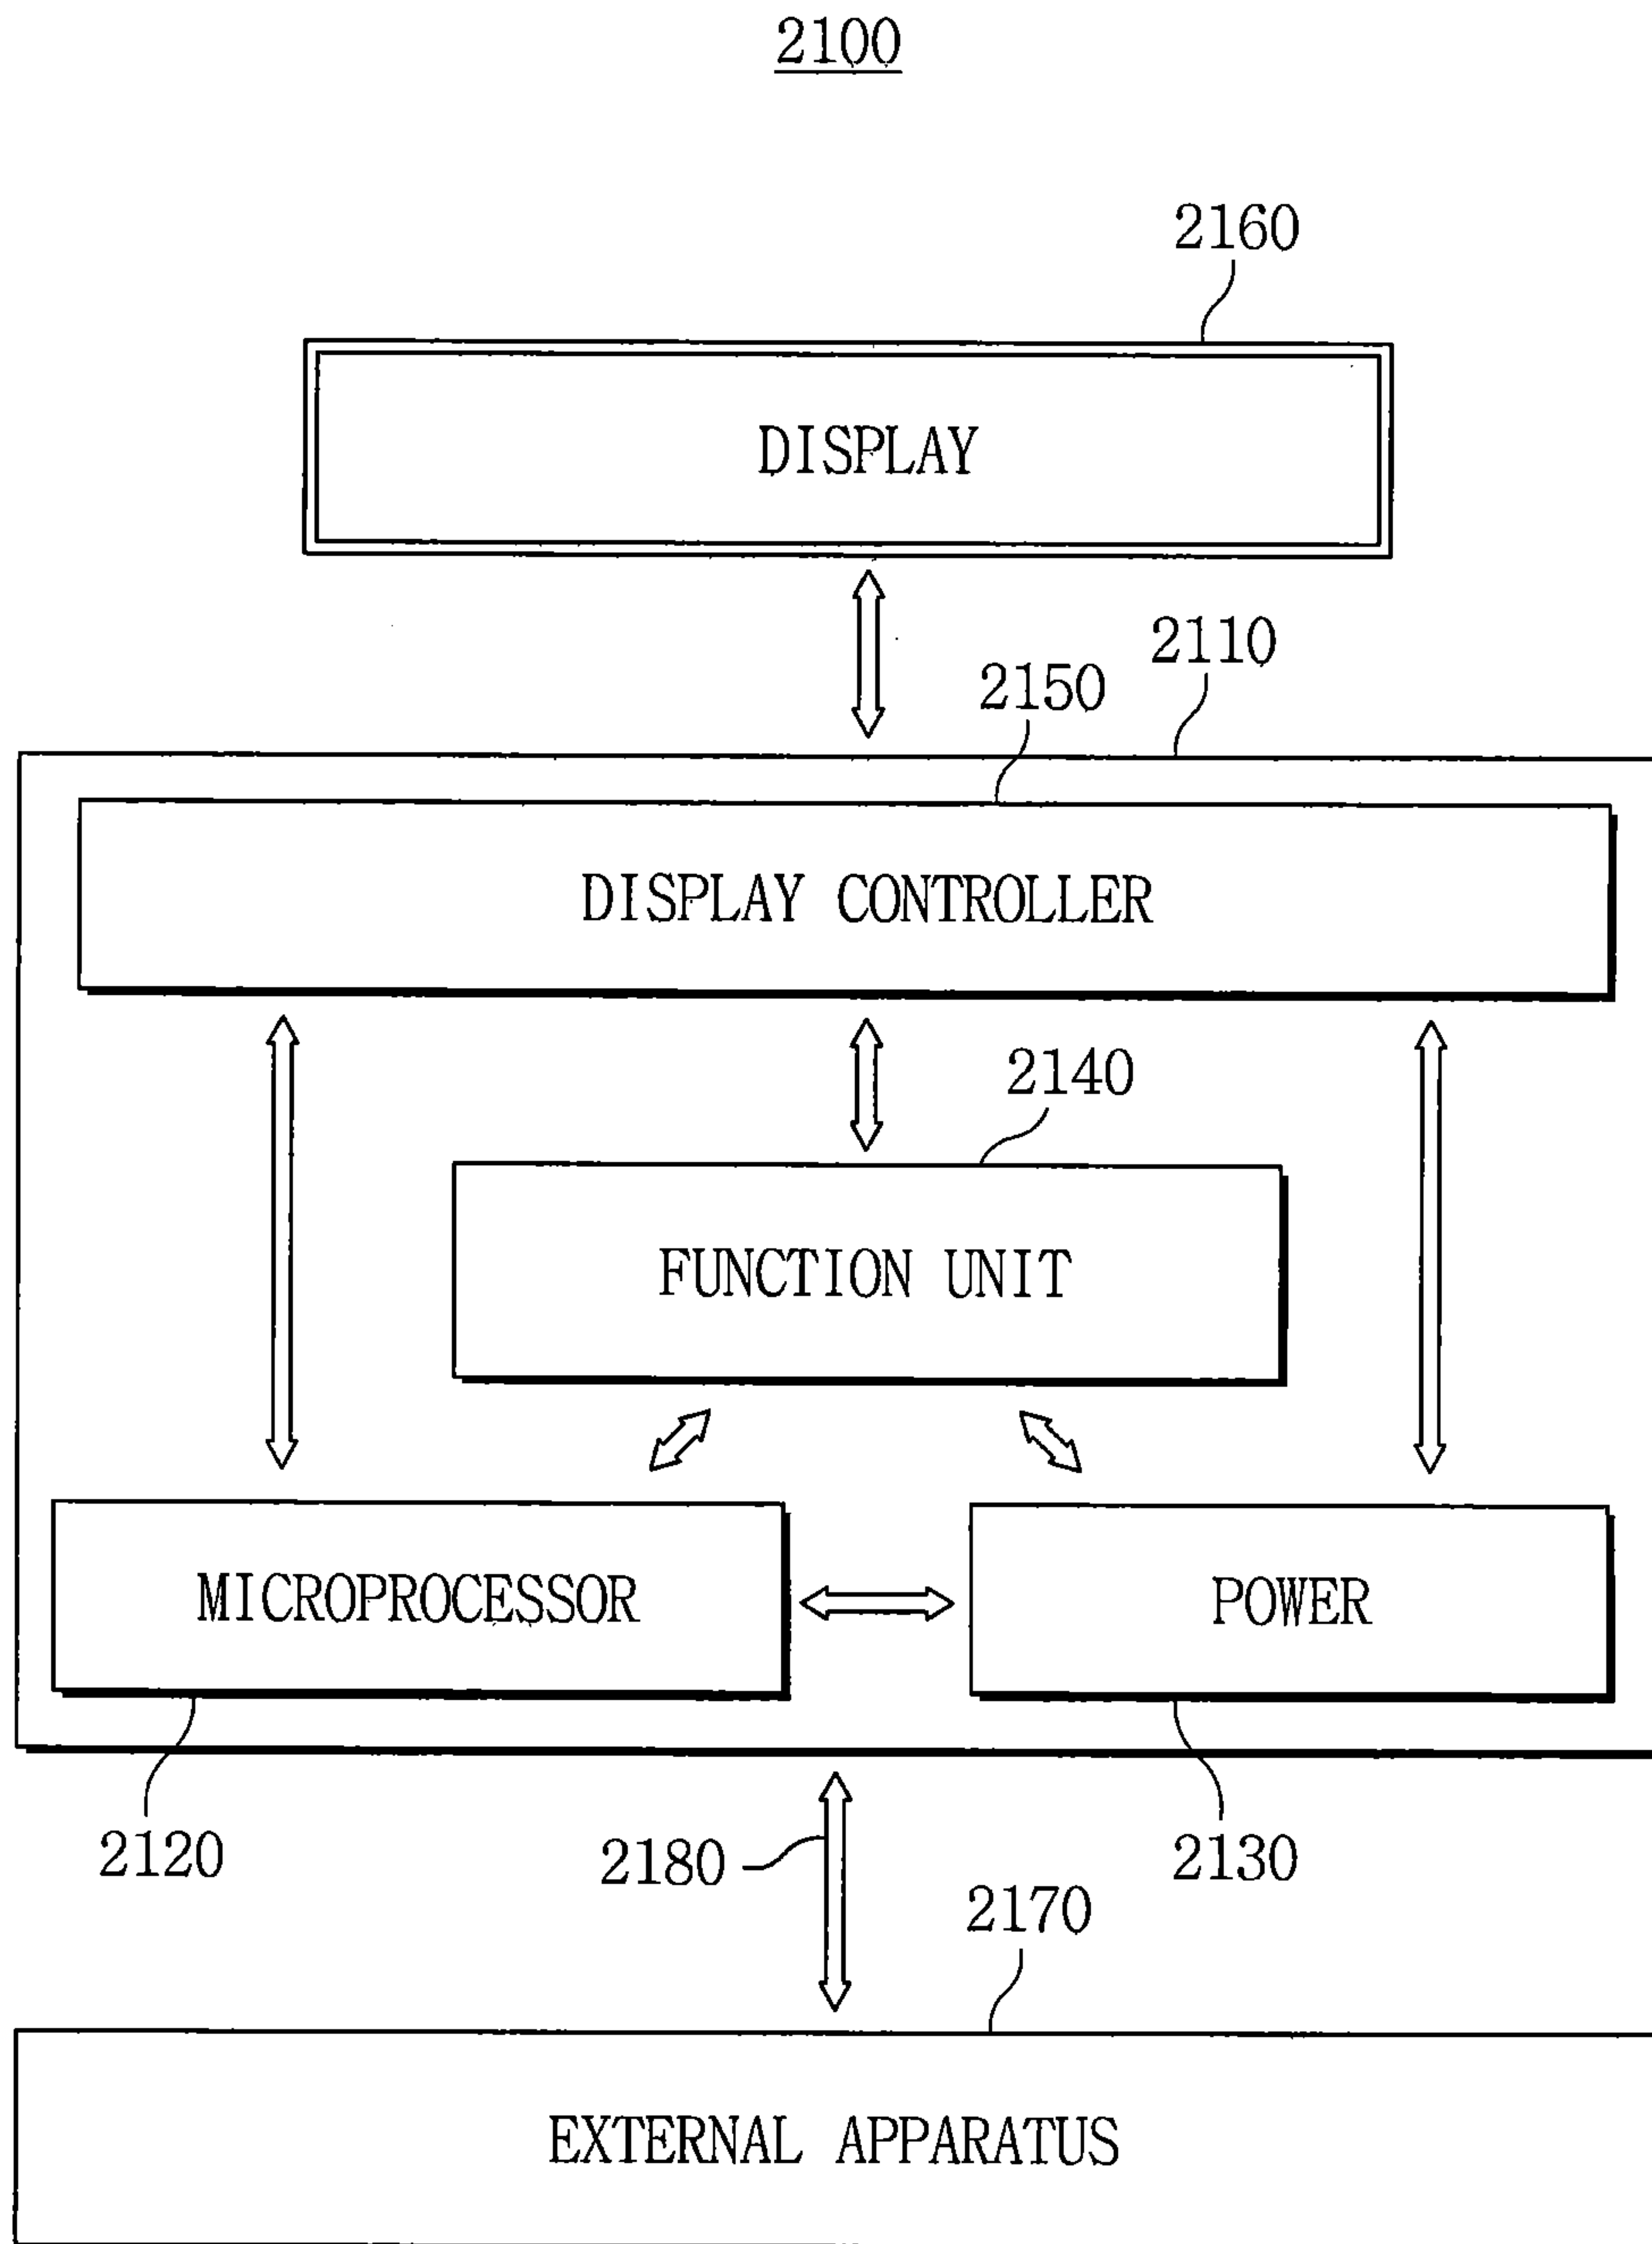 2100
2160
DISPLAY
2110
2150
DISPLAY CONTROLLER
2140
FUNCTION UNIT
MICROPROCESSOR
POWER
2120
2180
2130
2170
EXTERNAL APPARATUS